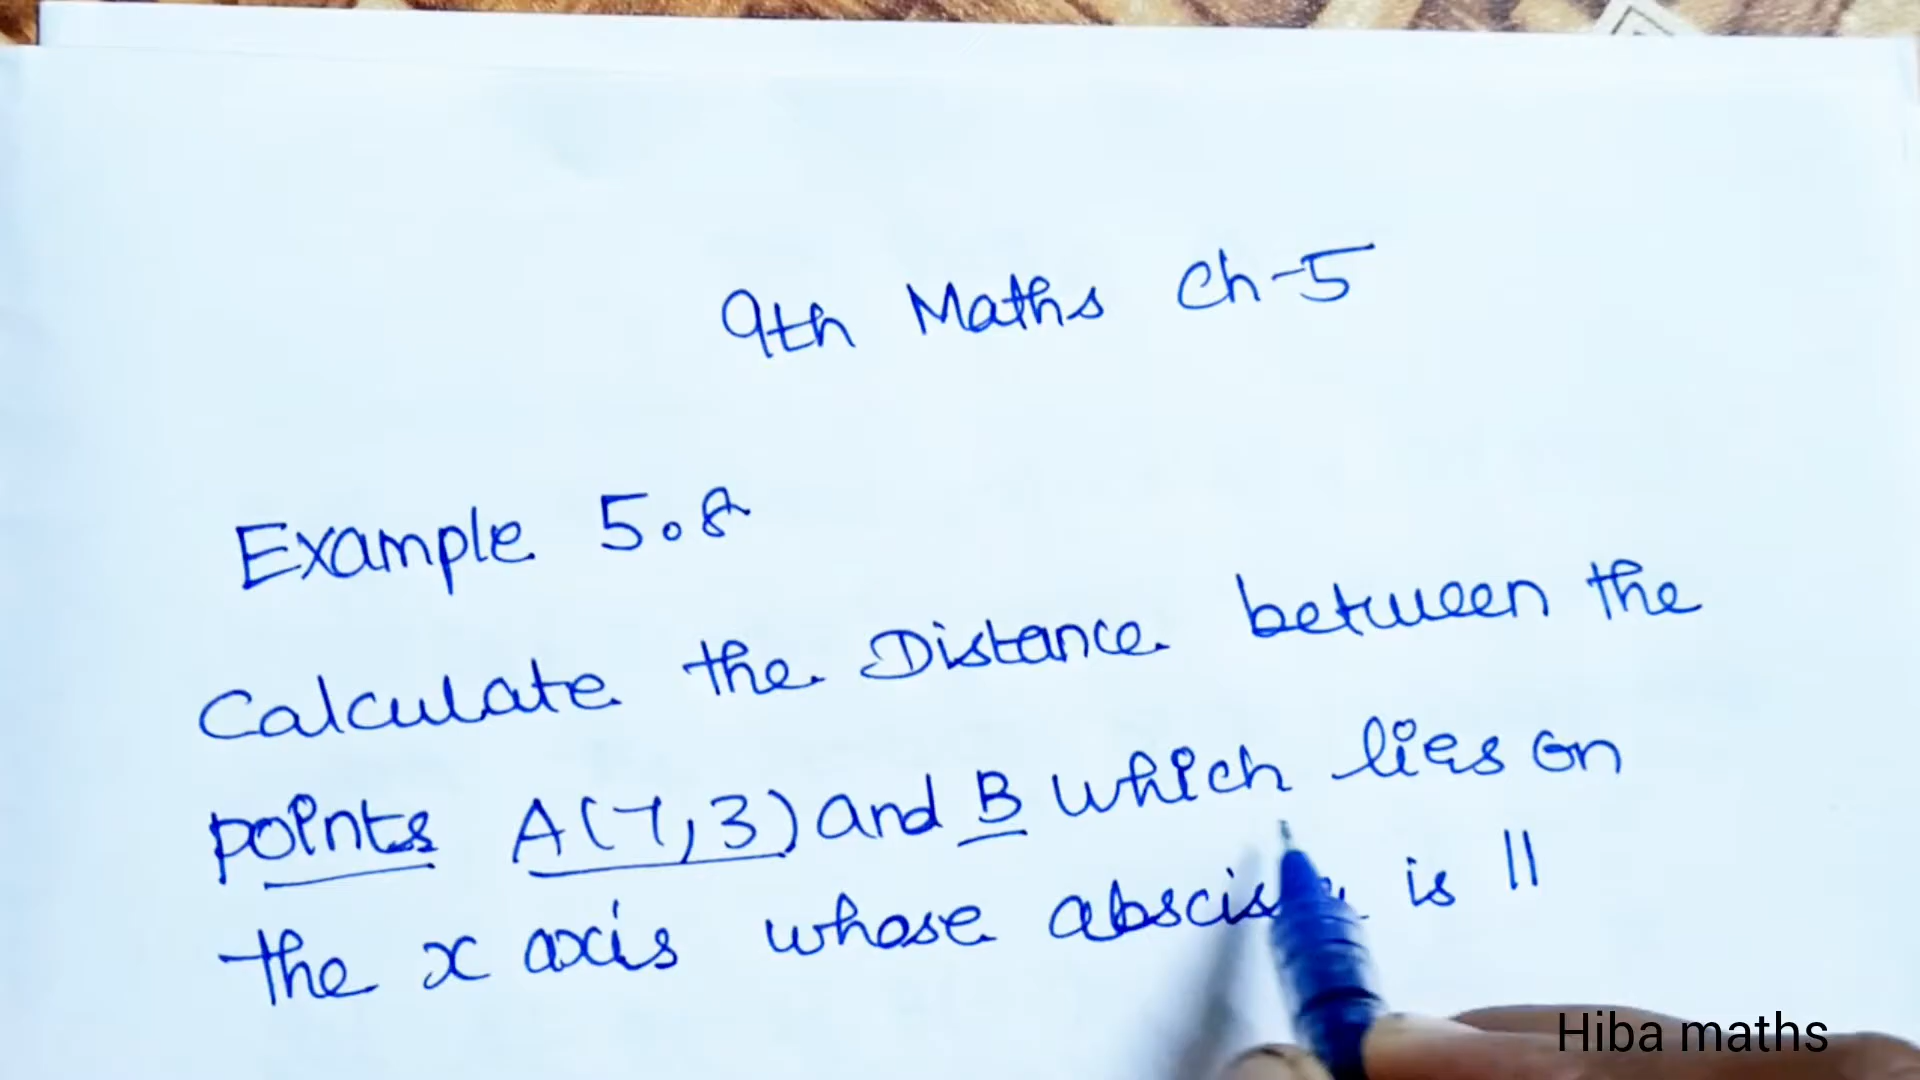 9th Maths Ch-5
Example 5.8
Calculate the Distance between the
points A(7,3) and B which lies on
the x axis whose is 11
Hiba maths